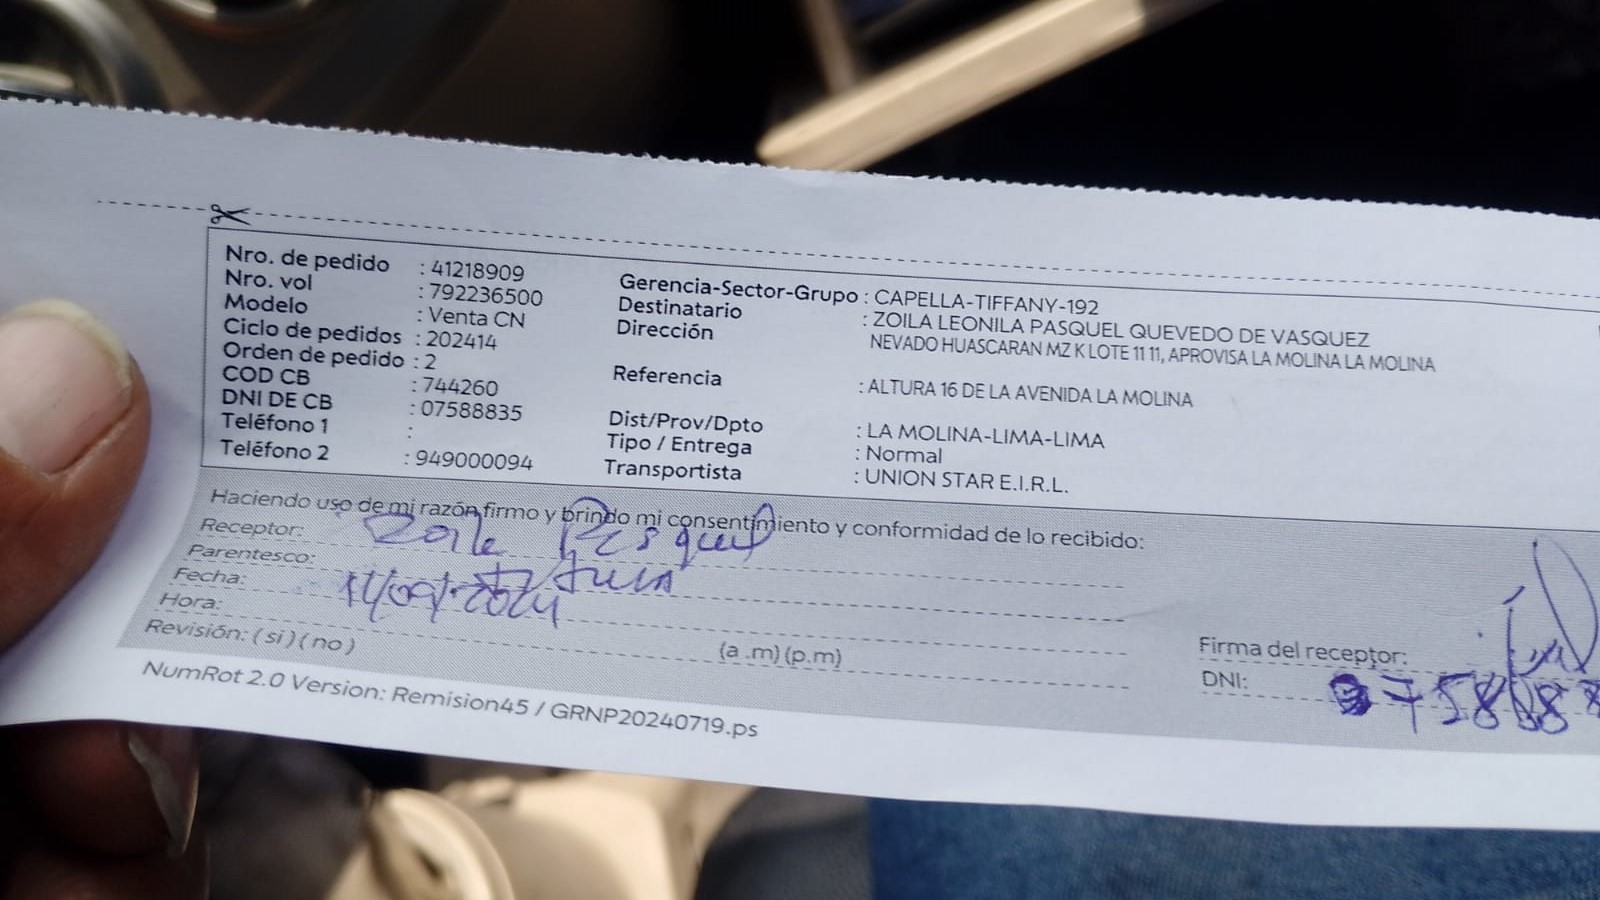 Nro. de pedido : 41218909
Nro. vol : 792236500
Modelo : Venta CN
Ciclo de pedidos : 202414
Orden de pedido : 2
COD CB : 744260
DNI DE CB : 07588835
Teléfono 1 :
Teléfono 2 : 949000094
Gerencia-Sector-Grupo : CAPELLA-TIFFANY-192
Destinatario : ZOILA LEONILA PASQUEL QUEVEDO DE VASQUEZ
Dirección NEVADO HUASCARAN MZ K LOTE 11 11, APROVISA LA MOLINA LA MOLINA
Referencia : ALTURA 16 DE LA AVENIDA LA MOLINA
Dist/Prov/Dpto : LA MOLINA-LIMA-LIMA
Tipo / Entrega : Normal
Transportista : UNION STAR E.I.R.L.
Haciendo uso de mi razón firmo y brindo mi consentimiento y conformidad de lo recibido:
Receptor: Pasquel
Parentesco:
Fecha: 11/09/2024
Hora:
(a .m) (p.m)
Revisión: ( si ) ( no )
Firma del receptor:
DNI:
NumRot 2.0 Version: Remision45 / GRNP20240719.ps